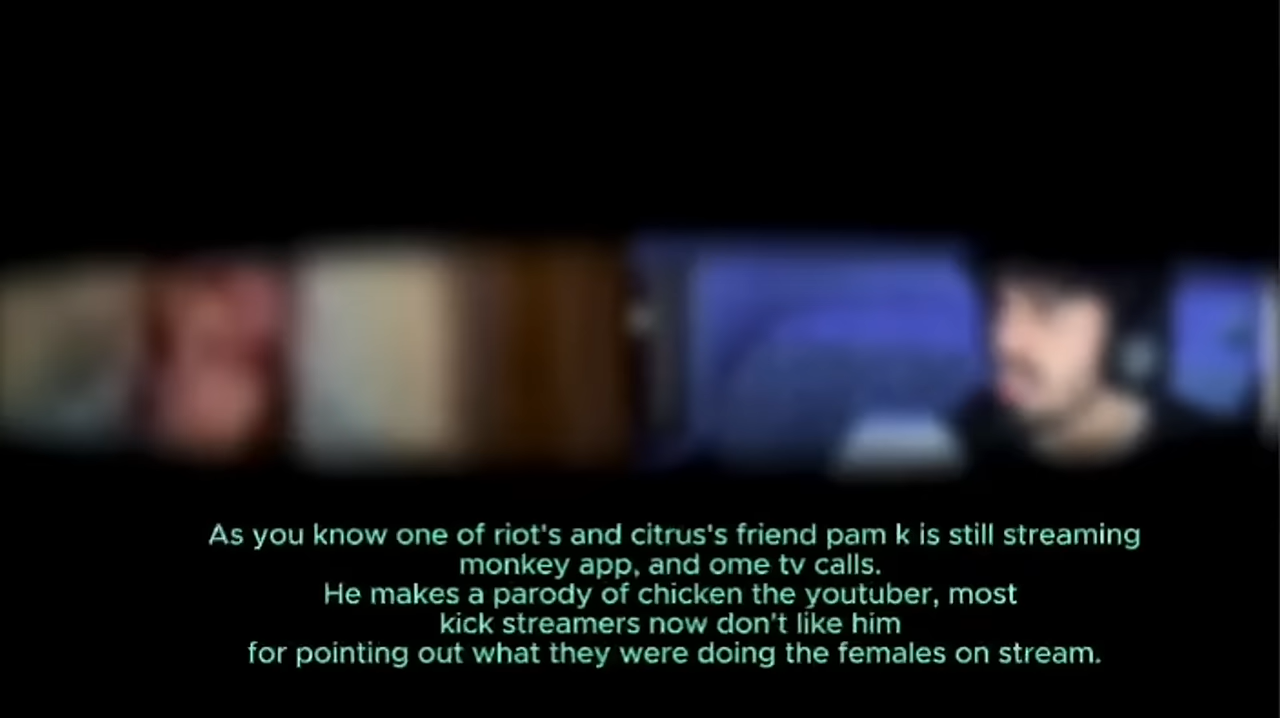 As you know one of riot's and citrus's friend pam k is still streaming
monkey app, and ome tv calls.
He makes a parody of chicken the youtuber, most
kick streamers now don't like him
for pointing out what they were doing the females on stream.